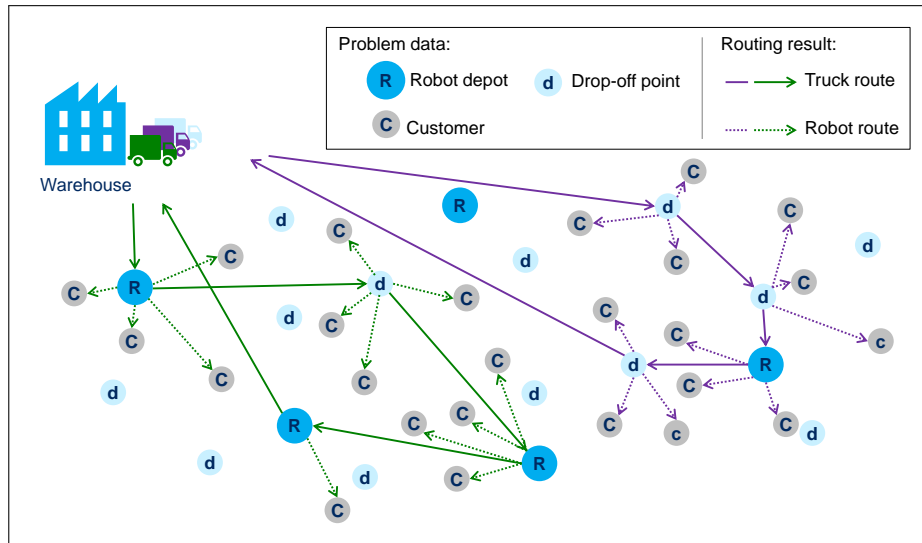 Problem data:
Routing result:
R Robot depot
d Drop-off point
Truck route
C Customer
Robot route
Warehouse
C
d
C
R
C
d
C
d
C
C
d
C
d
C
R
C
d
C
C
d
C
C
C
d
C
c
C
C
d
R
C
C
d
C
C
C
d
C
C
C
c
C
d
R
d
C
d
R
C